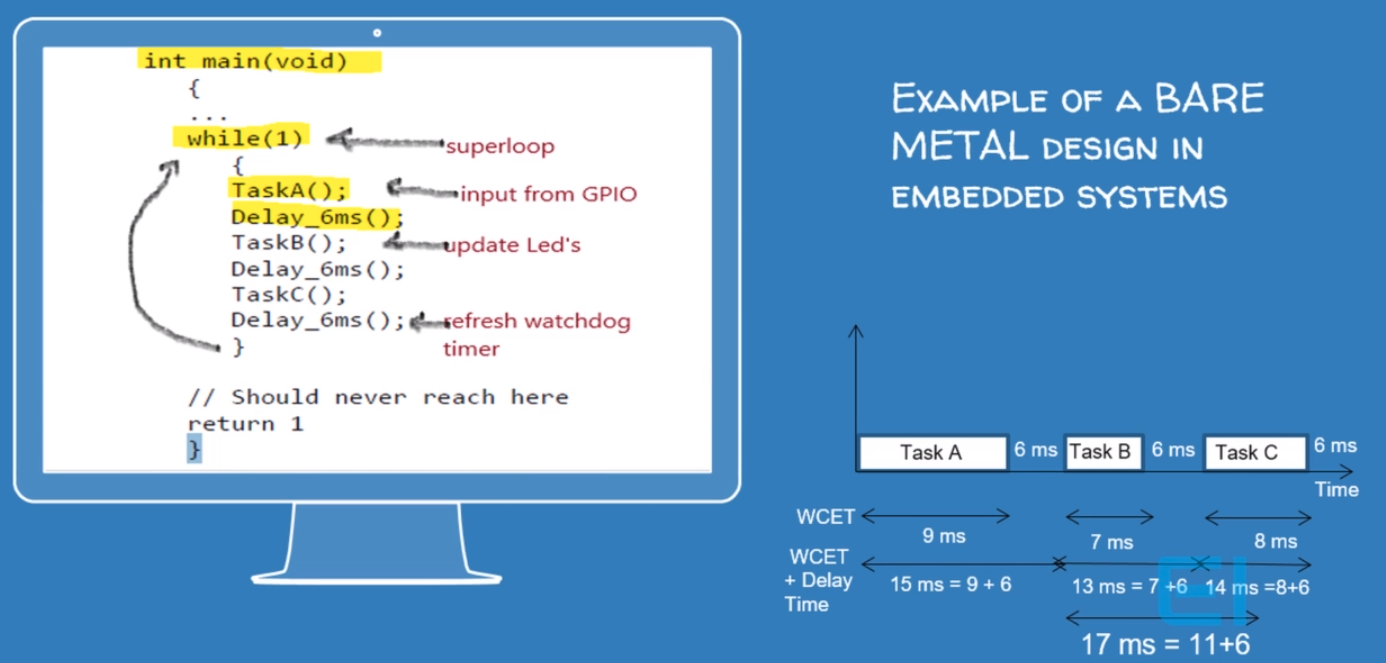 int main(void)
{
...
while(1)
superloop
{
TaskA();
input from GPIO
Delay_6ms();
TaskB();
update Led's
Delay_6ms();
TaskC();
Delay_6ms();
refresh watchdog
timer
}
// Should never reach here
return 1
}
EXAMPLE OF A BARE
METAL DESIGN IN
EMBEDDED SYSTEMS
Task A 6 ms Task B 6 ms Task C 6 ms
Time
WCET
9 ms 7 ms 8 ms
WCET
+ Delay
Time
15 ms = 9 + 6 13 ms = 7 +6 14 ms =8+6
EI
17 ms = 11+6